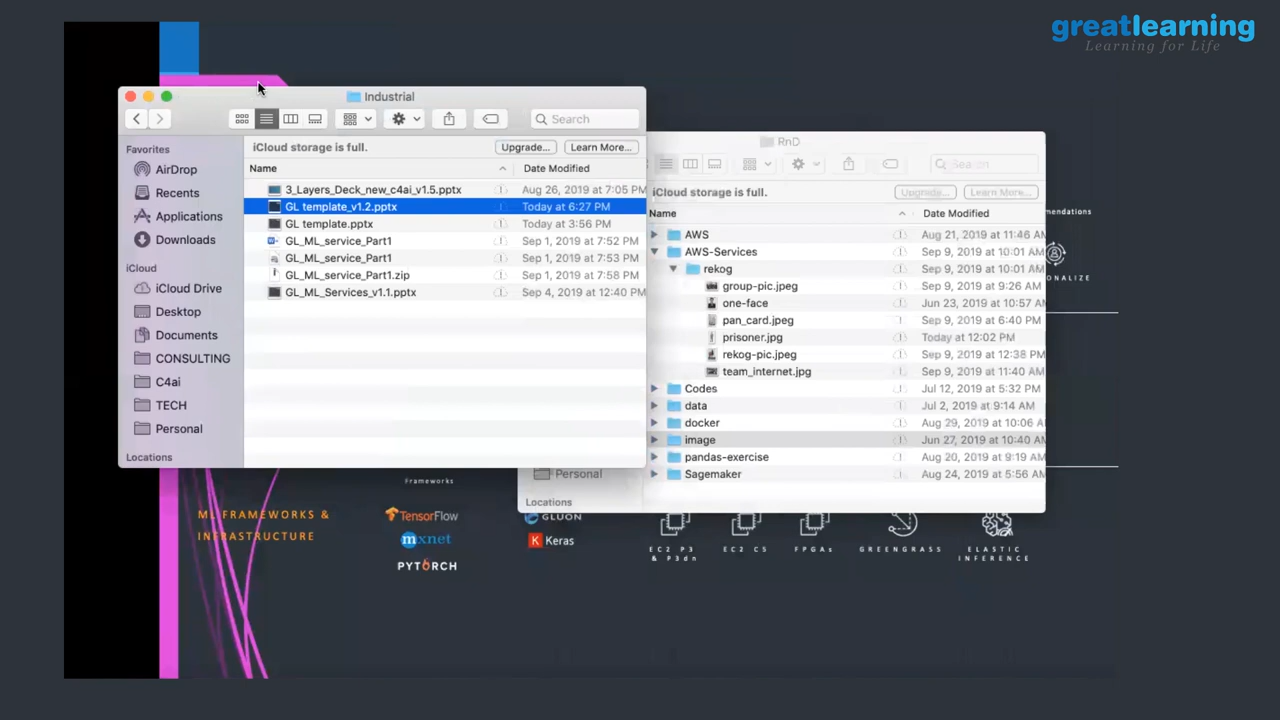 greatlearning
Learning for Life
Industrial
Search
Favorites
AirDrop
Recents
Applications
Downloads
iCloud
iCloud Drive
Desktop
Documents
CONSULTING
C4ai
TECH
Personal
Locations
iCloud storage is full. Upgrade... Learn More...
Name Date Modified
3_Layers_Deck_new_c4ai_v1.5.pptx Aug 26, 2019 at 7:05 PM
GL template_v1.2.pptx Today at 6:27 PM
GL template.pptx Today at 3:56 PM
GL_ML_service_Part1 Sep 1, 2019 at 7:52 PM
GL_ML_service_Part1 Sep 1, 2019 at 7:53 PM
GL_ML_service_Part1.zip Sep 1, 2019 at 7:58 PM
GL_ML_Services_v1.1.pptx Sep 4, 2019 at 12:40 PM
RnD
Search
iCloud storage is full. Upgrade... Learn More...
Name Date Modified
AWS Aug 21, 2019 at 11:46 AM
AWS-Services Sep 9, 2019 at 10:01 AM
rekog Sep 9, 2019 at 10:01 AM
group-pic.jpeg Sep 9, 2019 at 9:26 AM
one-face Jun 23, 2019 at 10:57 AM
pan_card.jpeg Sep 9, 2019 at 6:40 PM
prisoner.jpg Today at 12:02 PM
rekog-pic.jpeg Sep 9, 2019 at 12:38 PM
team_internet.jpg Sep 9, 2019 at 11:40 AM
Codes Jul 12, 2019 at 5:32 PM
data Jul 2, 2019 at 9:14 AM
docker Aug 29, 2019 at 10:06 AM
image Jun 27, 2019 at 10:40 AM
pandas-exercise Aug 20, 2019 at 9:19 AM
Sagemaker Aug 24, 2019 at 5:56 AM
Personal
Locations
mendations
ONALIZE
ML FRAMEWORKS &
INFRASTRUCTURE
Frameworks
TensorFlow
mxnet
PYTORCH
GLUON
Keras
EC2 P3
& P3dn
EC2 C5
FPGAs
GREENGRASS
ELASTIC
INFERENCE